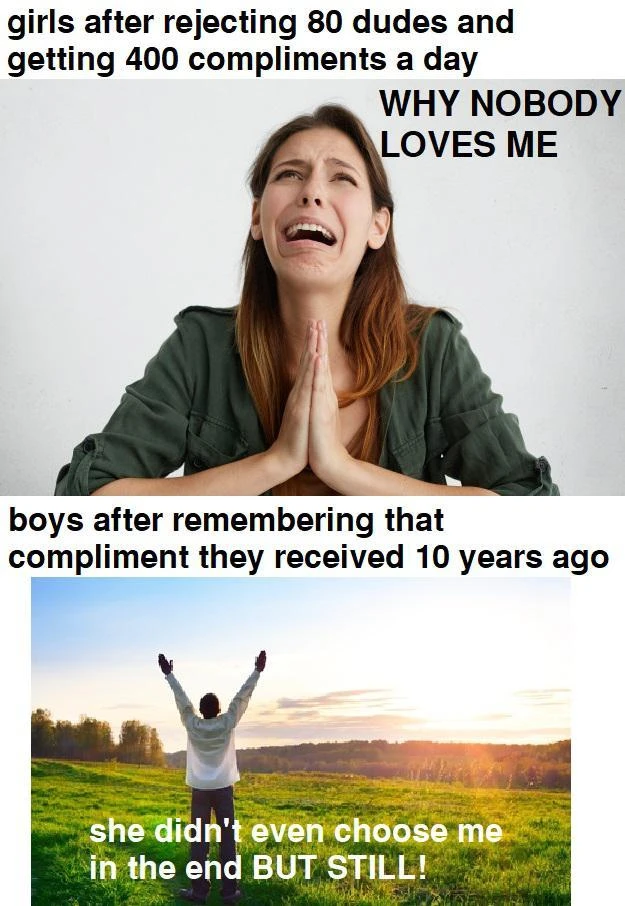 girls after rejecting 80 dudes and
getting 400 compliments a day
WHY NOBODY
LOVES ME
boys after remembering that
compliment they received 10 years ago
she didn't even choose me
in the end BUT STILL!